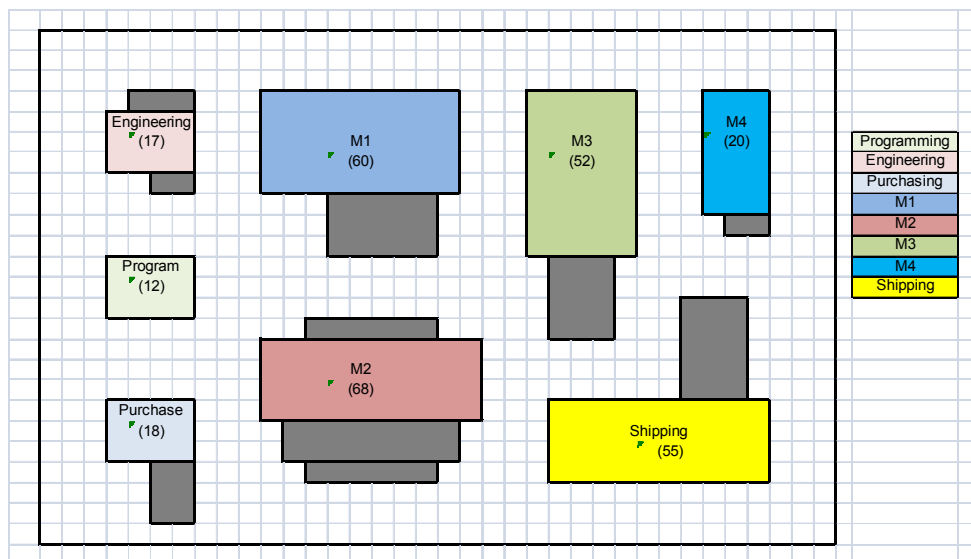 Engineering
(17)
M1
(60)
M3
(52)
M4
(20)
Program
(12)
M2
(68)
Purchase
(18)
Shipping
(55)
Programming
Engineering
Purchasing
M1
M2
M3
M4
Shipping